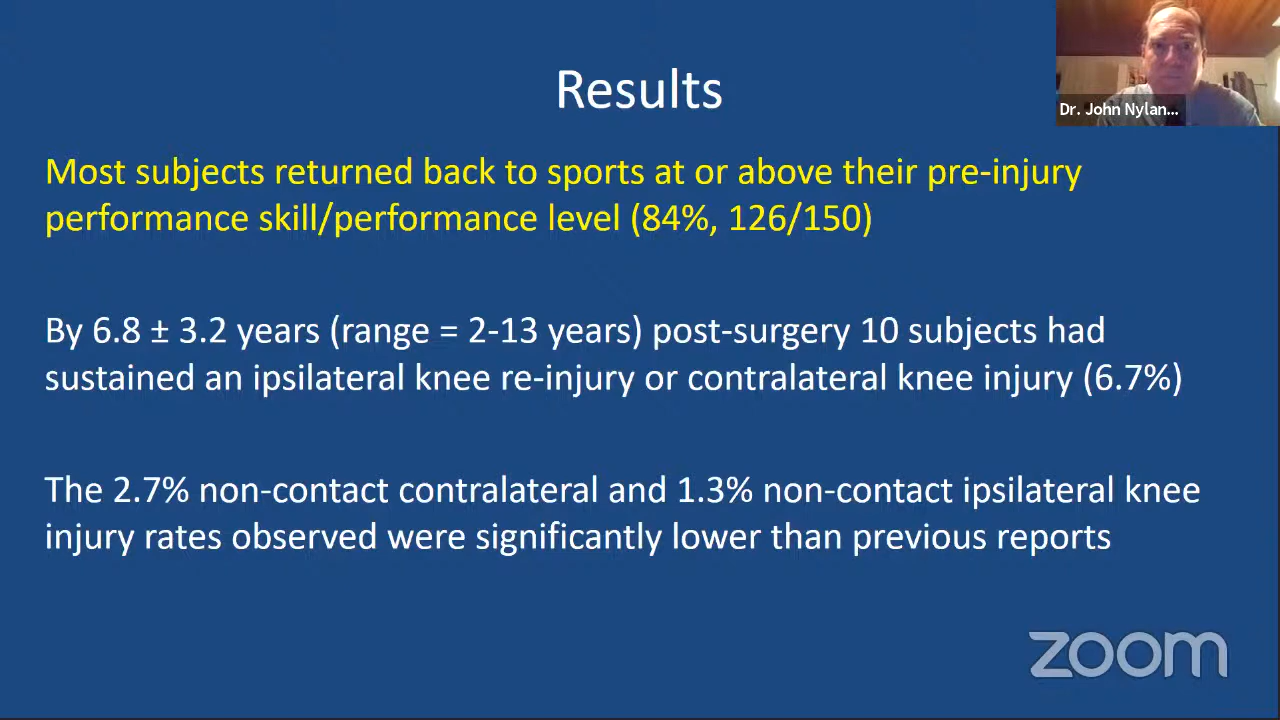 Results
Dr. John Nylan...
Most subjects returned back to sports at or above their pre-injury
performance skill/performance level (84%, 126/150)
By 6.8 ± 3.2 years (range = 2-13 years) post-surgery 10 subjects had
sustained an ipsilateral knee re-injury or contralateral knee injury (6.7%)
The 2.7% non-contact contralateral and 1.3% non-contact ipsilateral knee
injury rates observed were significantly lower than previous reports
zoom